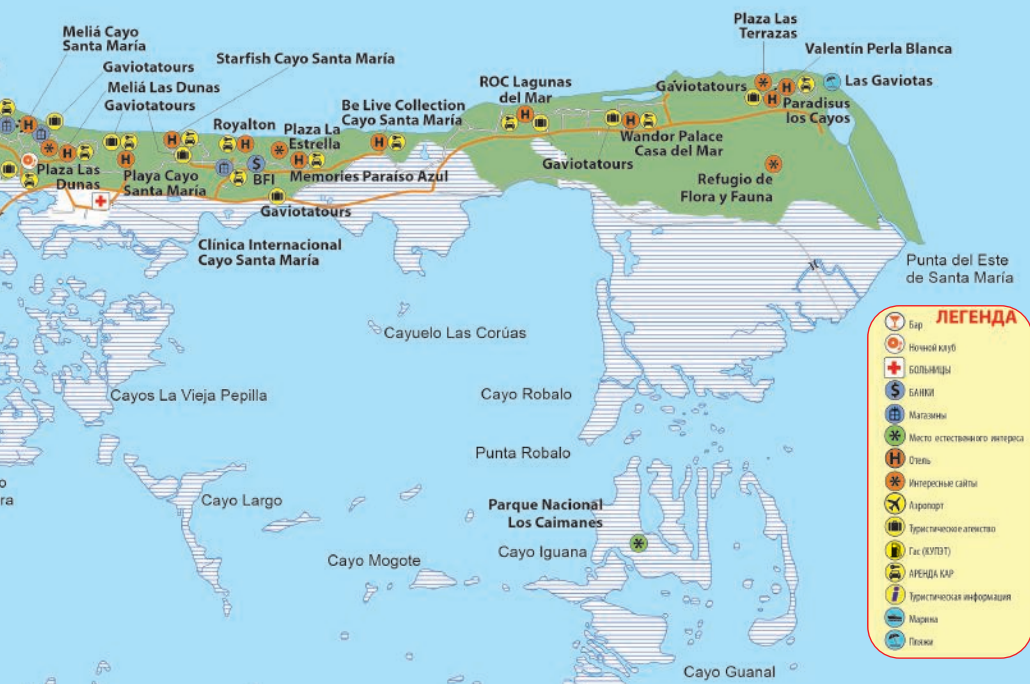 Meliá Cayo
Santa María
Gaviotatours
Meliá Las Dunas
Gaviotatours
Starfish Cayo Santa María
Royalton
Plaza La
Estrella
Be Live Collection
Cayo Santa María
ROC Lagunas
del Mar
Plaza Las
Terrazas
Valentín Perla Blanca
Gaviotatours
Las Gaviotas
Paradisus
los Cayos
Wandor Palace
Casa del Mar
Gaviotatours
Refugio de
Flora y Fauna
Plaza Las
Dunas
Playa Cayo
Santa María
BFI
Memories Paraíso Azul
Gaviotatours
Clínica Internacional
Cayo Santa María
Punta del Este
de Santa María
Cayuelo Las Corúas
Cayos La Vieja Pepilla
Cayo Robalo
Punta Robalo
o
ra
Cayo Largo
Parque Nacional
Los Caimanes
Cayo Iguana
Cayo Mogote
Cayo Guanal
ЛЕГЕНДА
Бар
Ночной клуб
БОЛЬНИЦЫ
БАНКИ
Магазины
Место естественного интереса
Отель
Интересные сайты
Аэропорт
Туристическое агенство
Гас (КУПЭТ)
АРЕНДА КАР
Туристическая информация
Марина
Пляжи